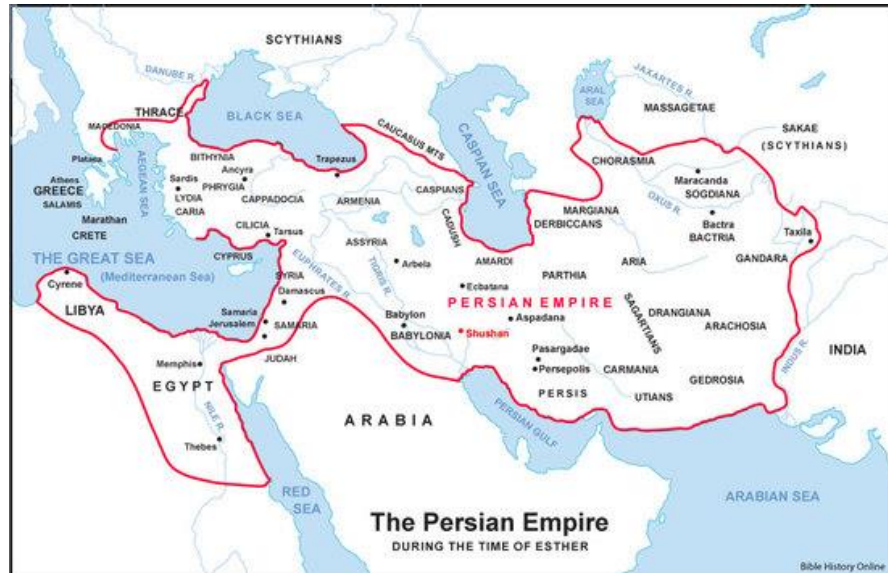 SCYTHIANS
DANUBE R.
JAXARTES R.
ARAL
SEA
MASSAGETAE
THRACE
BLACK SEA
CAUCASUS MTS
CASPIAN SEA
SAKAE
(SCYTHIANS)
MACEDONIA
AEGEAN SEA
BITHYNIA
Trapezus
CHORASMIA
Plataea
Ancyra
Athens
Sardis
PHRYGIA
CASPIANS
Maracanda
SOGDIANA
GREECE
LYDIA
CAPPADOCIA
ARMENIA
CADUSH
MARGIANA
DERBICCANS
OXUS R.
SALAMIS
CARIA
Bactra
BACTRIA
Taxila
Marathan
CILICIA
Tarsus
ASSYRIA
CRETE
CYPRUS
EUPHRATES R.
TIGRIS R.
Arbela
AMARDI
ARIA
GANDARA
THE GREAT SEA
(Mediterranean Sea)
SYRIA
PARTHIA
Cyrene
Damascus
Ecbatana
LIBYA
PERSIAN EMPIRE
SAGARTIANS
DRANGIANA
Samaria
Jerusalem
SAMARIA
Babylon
BABYLONIA
Aspadana
Shushan
ARACHOSIA
INDUS R.
INDIA
JUDAH
Memphis
Pasargadae
Persepolis
CARMANIA
GEDROSIA
EGYPT
PERSIS
UTIANS
NILE R.
ARABIA
PERSIAN GULF
Thebes
RED
SEA
ARABIAN SEA
The Persian Empire
DURING THE TIME OF ESTHER
Bible History Online